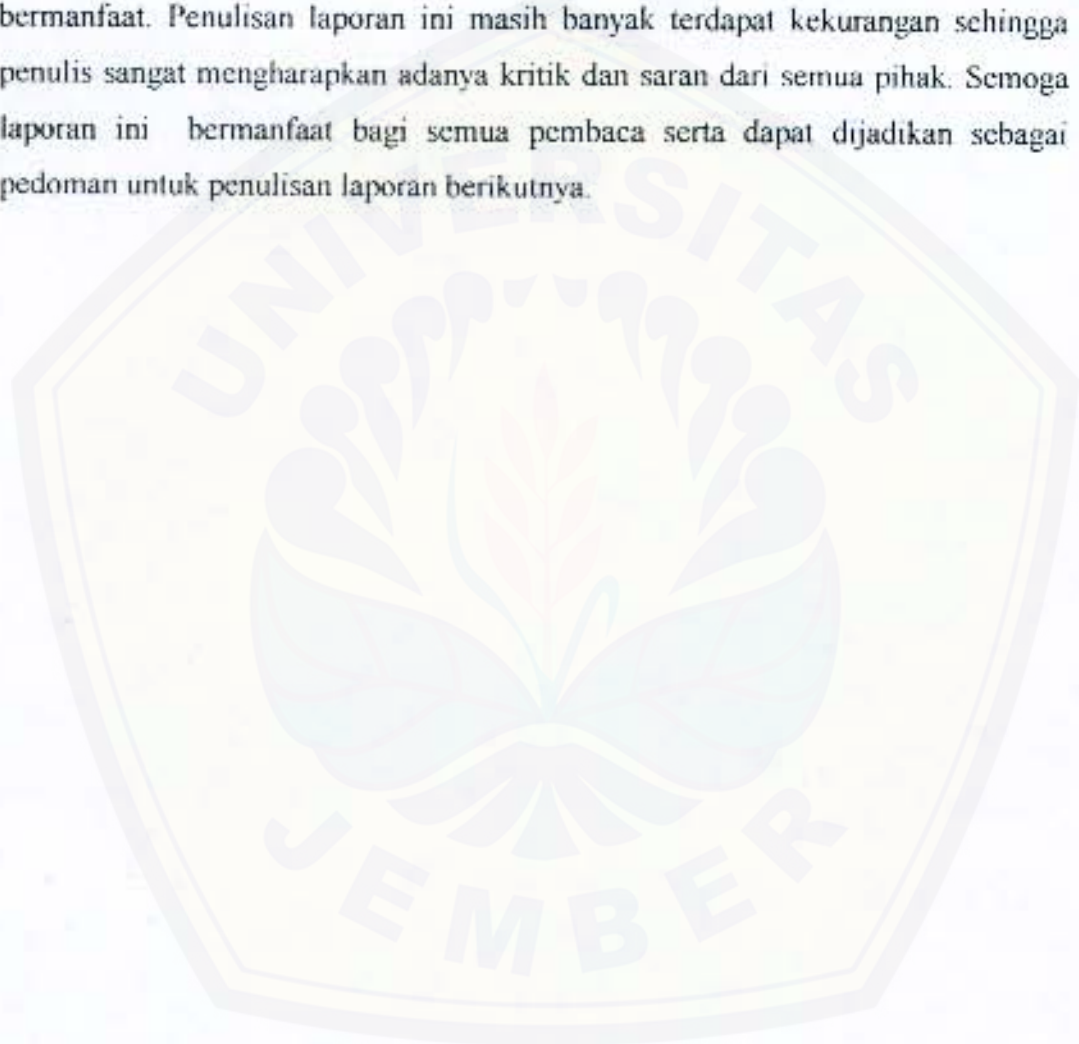 bermanfaat. Penulisan laporan ini masih banyak terdapat kekurangan sehingga
penulis sangat mengharapkan adanya kritik dan saran dari semua pihak. Semoga
laporan ini bermanfaat bagi semua pembaca serta dapat dijadikan sebagai
pedoman untuk penulisan laporan berikutnya.
UNIVERSITAS
JEMBER